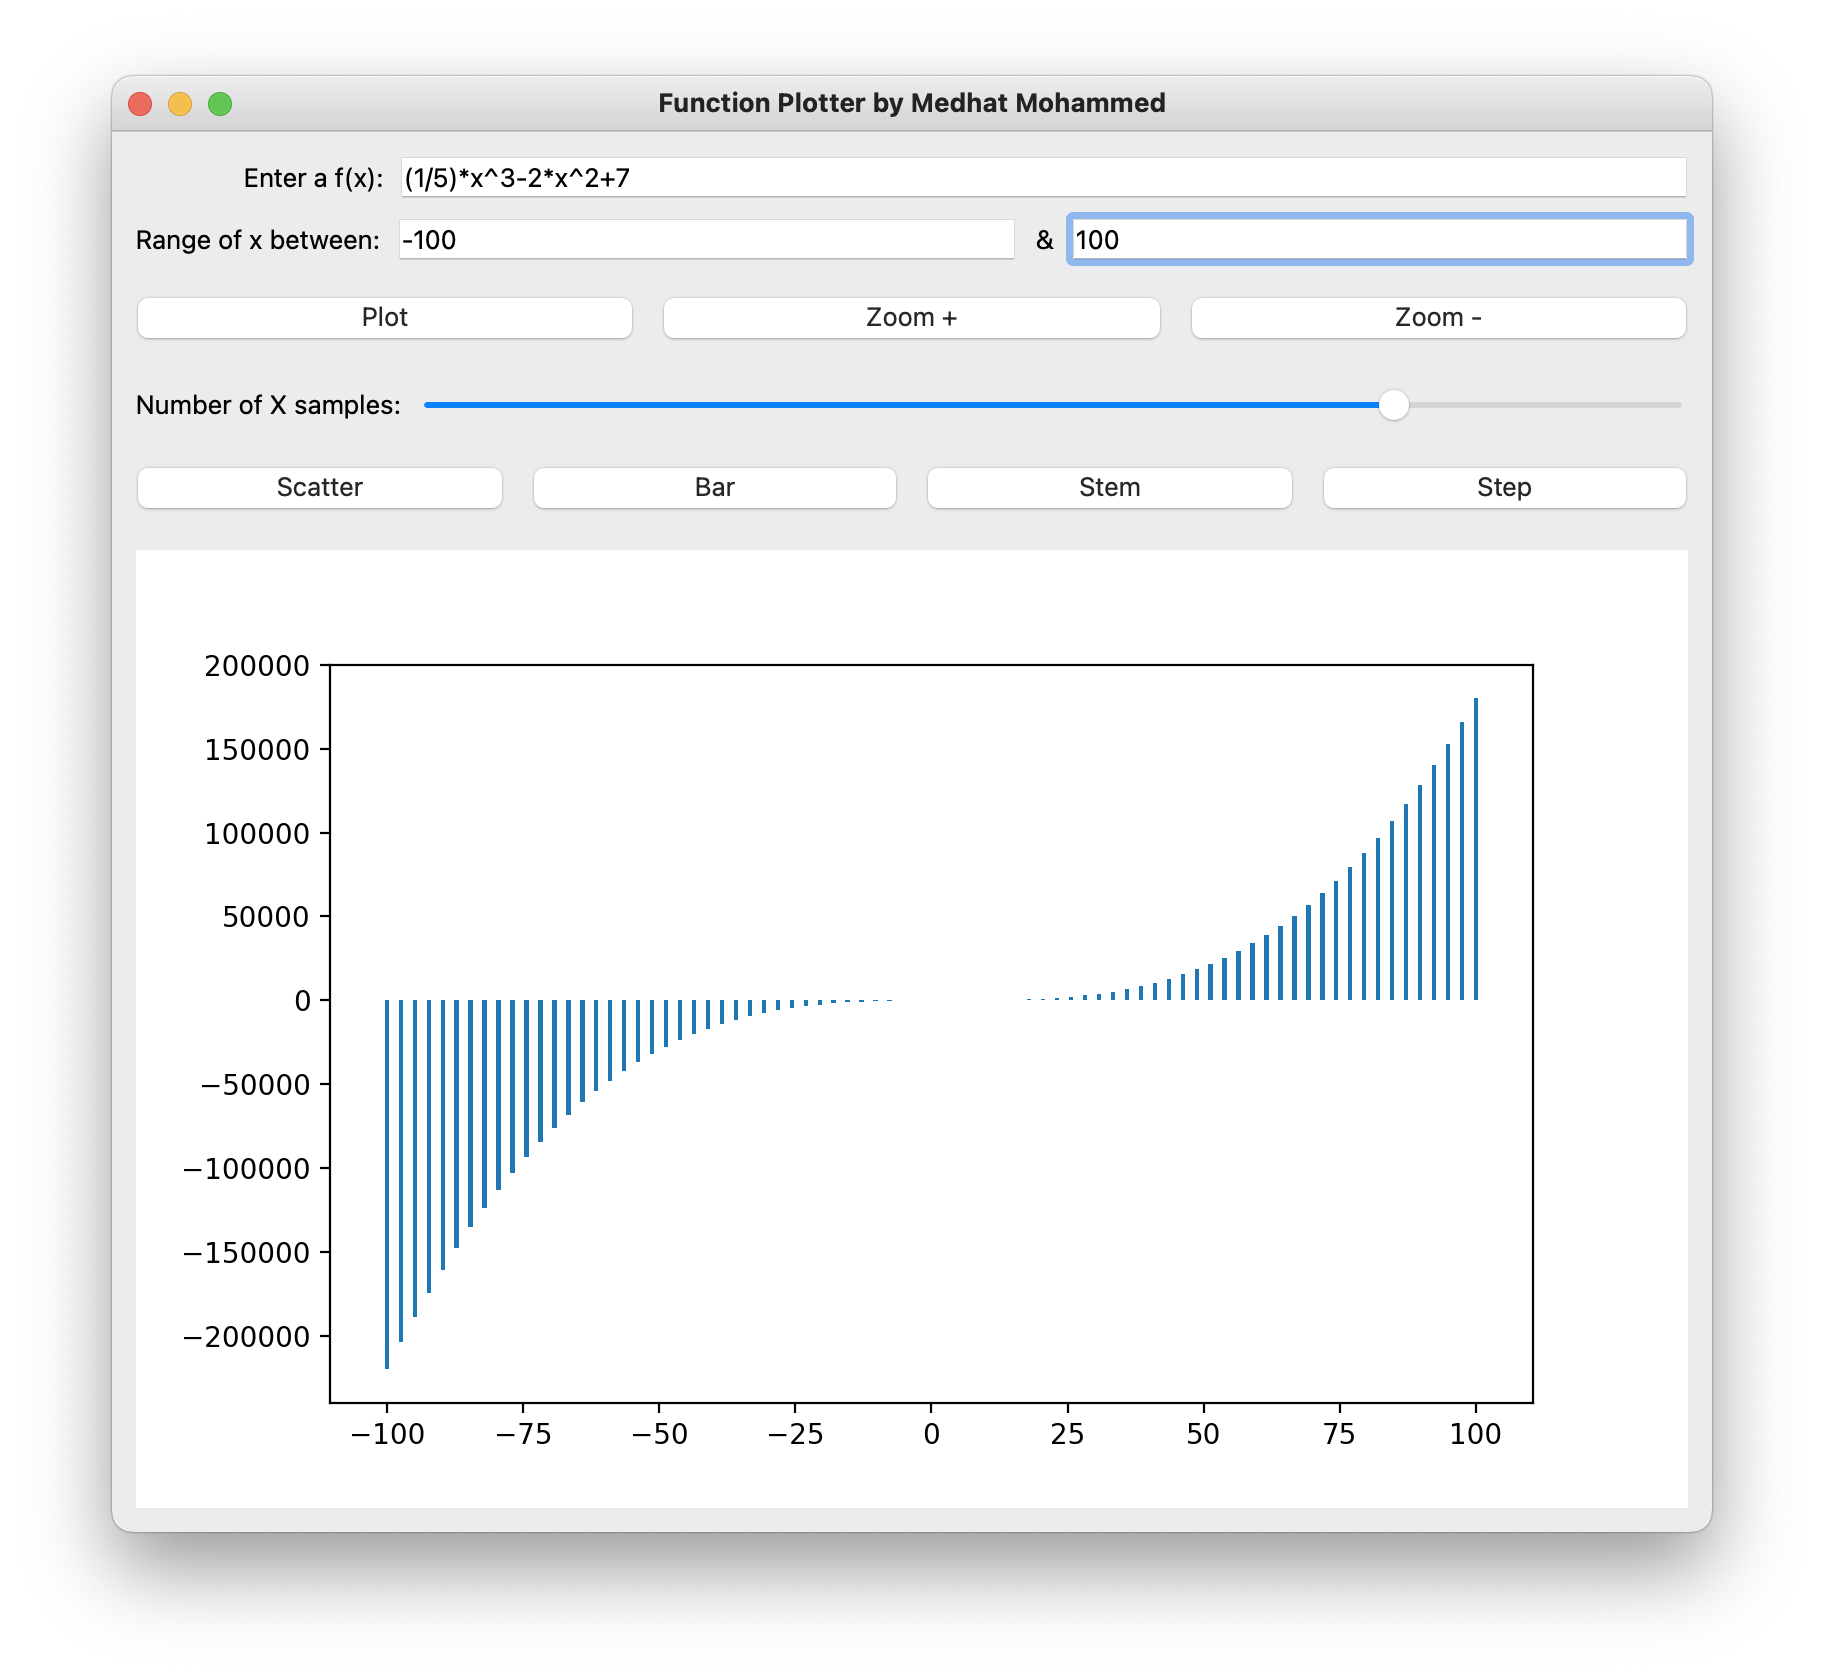 Function Plotter by Medhat Mohammed
Enter a f(x): (1/5)*x^3-2*x^2+7
Range of x between: -100 & 100
Plot Zoom + Zoom -
Number of X samples:
Scatter Bar Stem Step
200000
150000
100000
50000
0
−50000
−100000
−150000
−200000
−100 −75 −50 −25 0 25 50 75 100